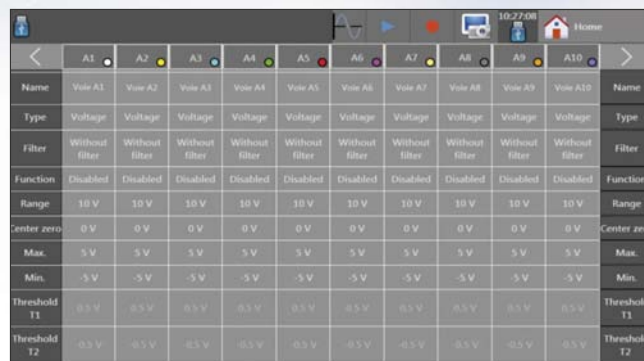 10:27:08 Home
A1 A2 A3 A4 A5 A6 A7 A8 A9 A10
Name Voie A1 Voie A2 Voie A3 Voie A4 Voie A5 Voie A6 Voie A7 Voie A8 Voie A9 Voie A10 Name
Type Voltage Voltage Voltage Voltage Voltage Voltage Voltage Voltage Voltage Voltage Type
Filter Without filter Without filter Without filter Without filter Without filter Without filter Without filter Without filter Without filter Without filter Filter
Function Disabled Disabled Disabled Disabled Disabled Disabled Disabled Disabled Disabled Disabled Function
Range 10 V 10 V 10 V 10 V 10 V 10 V 10 V 10 V 10 V 10 V Range
Center zero 0 V 0 V 0 V 0 V 0 V 0 V 0 V 0 V 0 V 0 V Center zer
Max. 5 V 5 V 5 V 5 V 5 V 5 V 5 V 5 V 5 V 5 V Max.
Min. -5 V -5 V -5 V -5 V -5 V -5 V -5 V -5 V -5 V -5 V Min.
Threshold T1 0.5 V 0.5 V 0.5 V 0.5 V 0.5 V 0.5 V 0.5 V 0.5 V 0.5 V 0.5 V Threshold T1
Threshold T2 -0.5 V -0.5 V -0.5 V -0.5 V -0.5 V -0.5 V -0.5 V -0.5 V -0.5 V -0.5 V Threshold T2